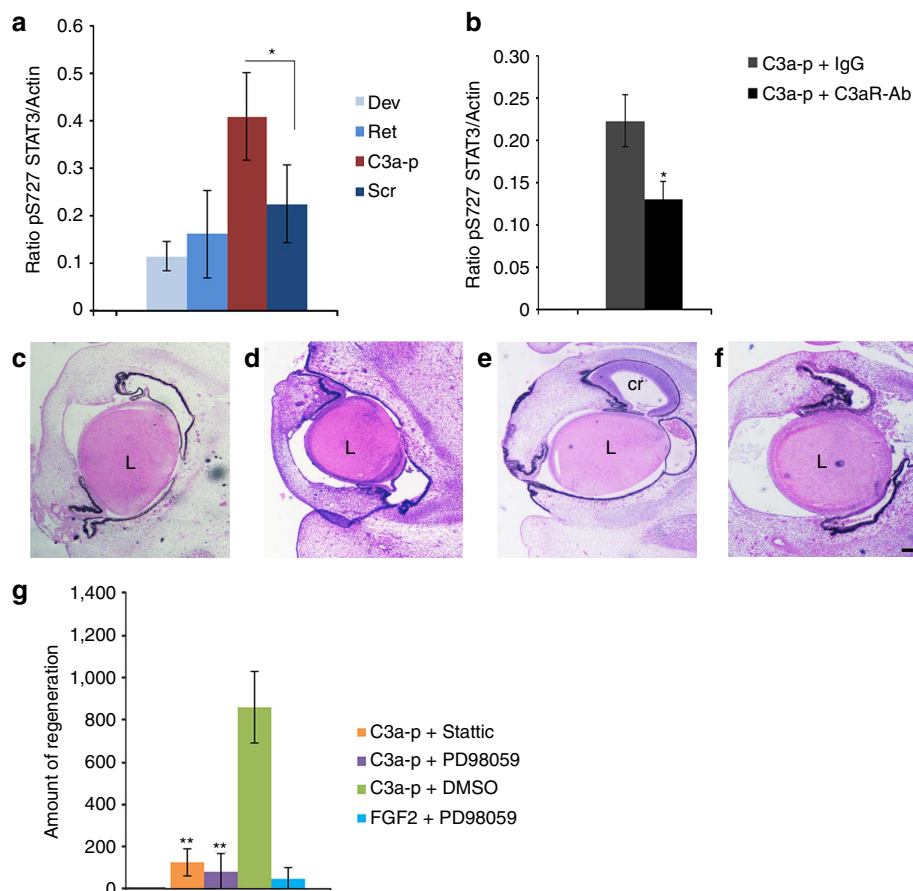 a
0.6
0.5
0.4
0.3
0.2
0.1
0
Ratio pS727 STAT3/Actin
*
Dev
Ret
C3a-p
Scr
b
0.30
0.25
0.20
0.15
0.10
0.05
0
Ratio pS727 STAT3/Actin
*
C3a-p + IgG
C3a-p + C3aR-Ab
c
L
d
L
e
cr
L
f
L
g
1,400
1,200
1,000
800
600
400
200
0
Amount of regeneration
**
**
C3a-p + Stattic
C3a-p + PD98059
C3a-p + DMSO
FGF2 + PD98059